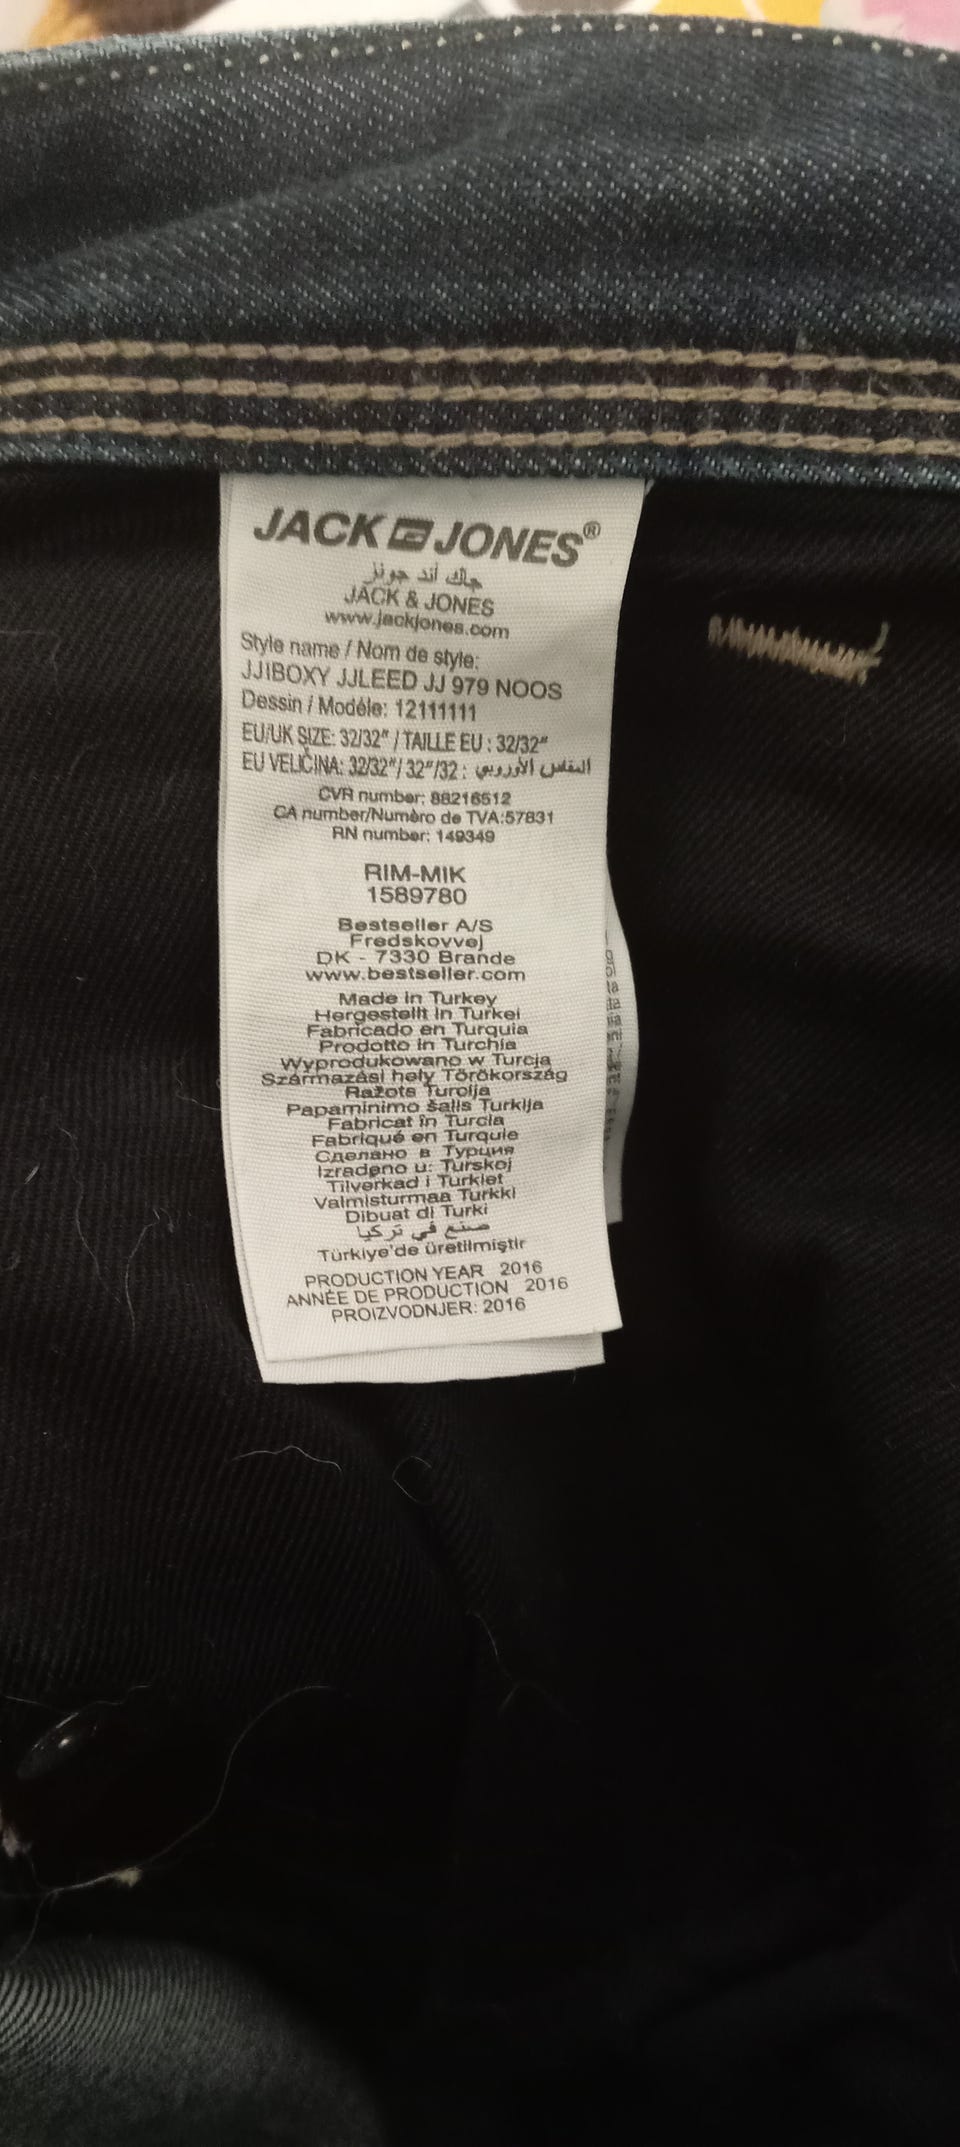 JACK JONES®
جاك أند جونز
JACK & JONES
www.jackjones.com
Style name / Nom de style:
JJIBOXY JJLEED JJ 979 NOOS
Dessin / Modéle: 12111111
EU/UK SIZE: 32/32" / TAILLE EU : 32/32"
EU VELIČINA: 32/32"/ 32"/32 : المقاس الأوروبي
CVR number: 88216512
CA number/Numèro de TVA:57831
RN number: 149349
RIM-MIK
1589780
Bestseller A/S
Fredskovvej
DK - 7330 Brande
www.bestseller.com
Made in Turkey
Hergestellt in Turkei
Fabricado en Turquia
Prodotto in Turchia
Wyprodukowano w Turcja
Származási hely Törökország
Ražots Turcija
Papaminimo šalis Turkija
Fabricat în Turcia
Fabriqué en Turquie
Сделано в Турция
Izradeno u: Turskoj
Tilverkad i Turkiet
Valmisturmaa Turkki
Dibuat di Turki
صنع في تركيا
Türkiye'de üretilmiştir
PRODUCTION YEAR 2016
ANNÉE DE PRODUCTION 2016
PROIZVODNJER: 2016